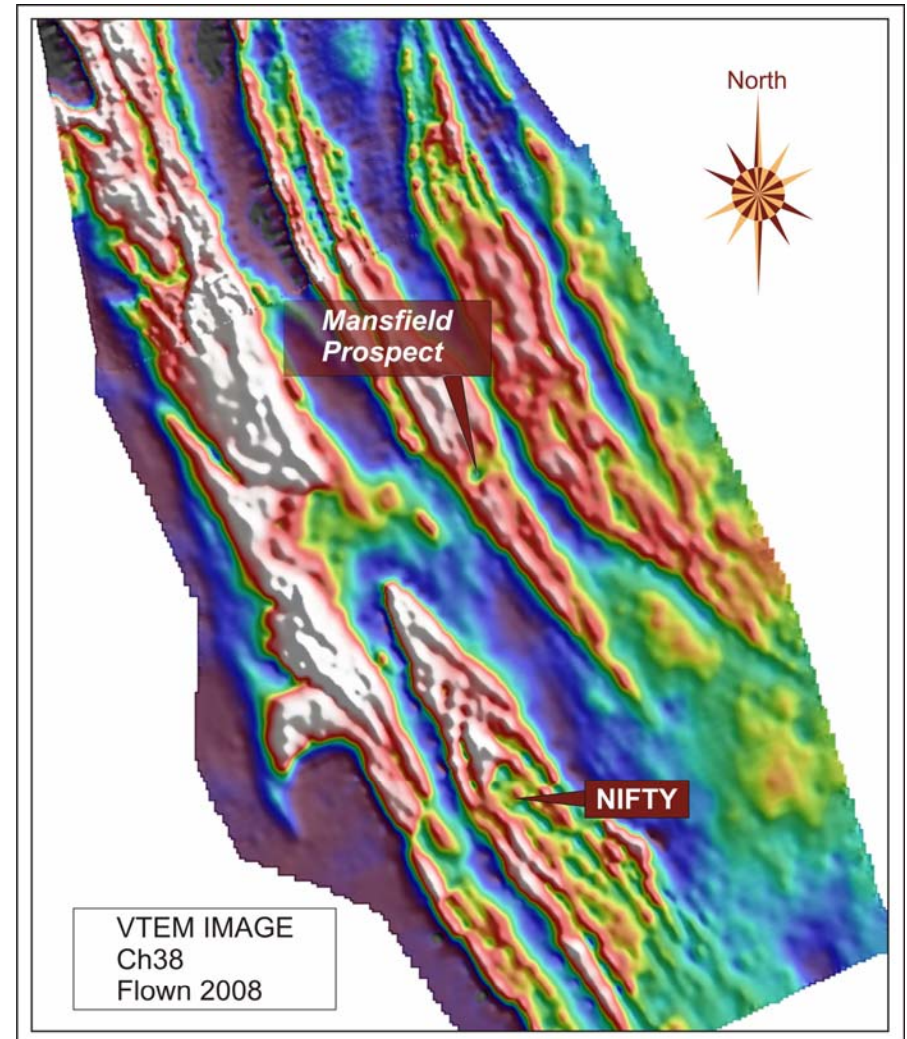 North
Mansfield
Prospect
NIFTY
VTEM IMAGE
Ch38
Flown 2008